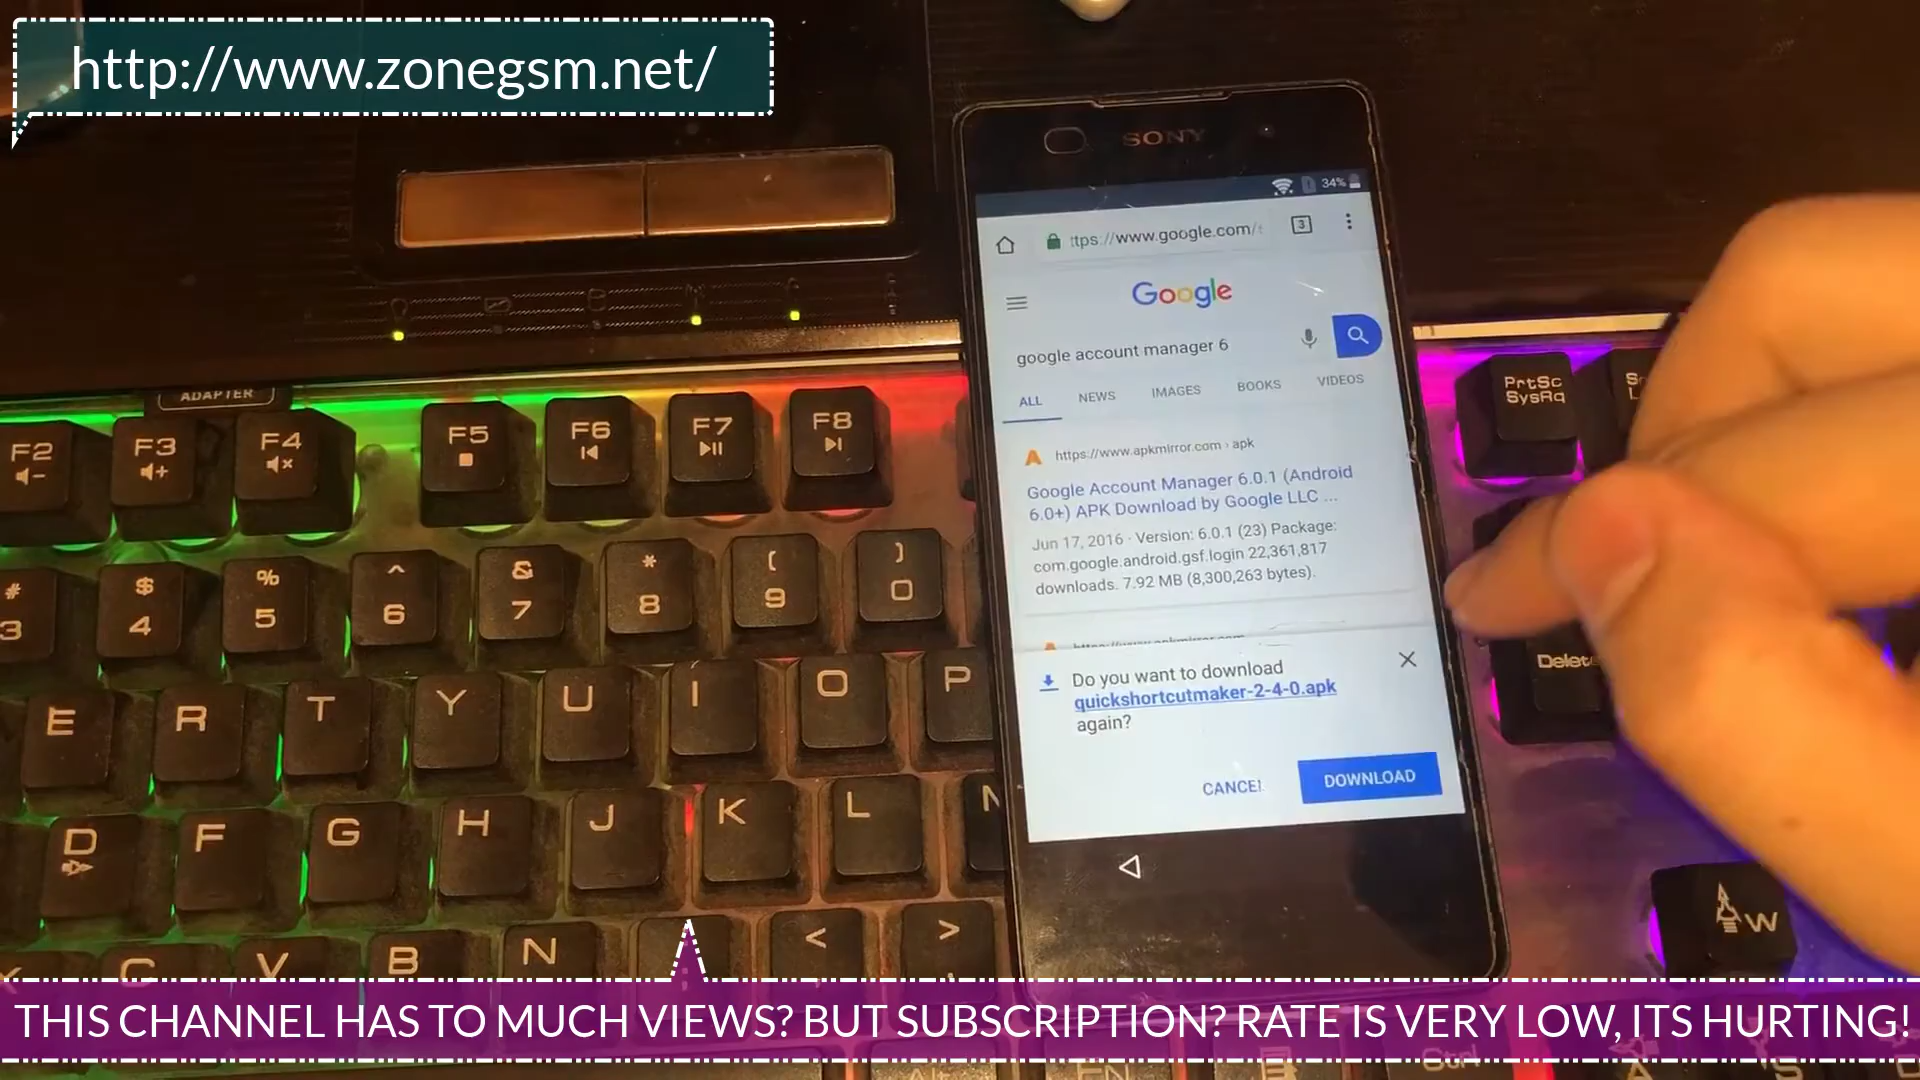 http://www.zonegsm.net/
SONY
34%
ttps://www.google.com/
3
Google
google account manager 6
ALL NEWS IMAGES BOOKS VIDEOS
https://www.apkmirror.com › apk
Google Account Manager 6.0.1 (Android
6.0+) APK Download by Google LLC ...
Jun 17, 2016 · Version: 6.0.1 (23) Package:
com.google.android.gsf.login 22,361,817
downloads. 7.92 MB (8,300,263 bytes).
Do you want to download
quickshortcutmaker-2-4-0.apk
again?
CANCEL DOWNLOAD
ADAPTER
F2 F3 F4 F5 F6 F7 F8
PrtSc
SysRq
# $ % ^ & * ( )
3 4 5 6 7 8 9 0
Delete
E R T Y U I O P
D F G H J K L
W
C V B N < >
THIS CHANNEL HAS TO MUCH VIEWS? BUT SUBSCRIPTION? RATE IS VERY LOW, ITS HURTING!
Alt FN Ctrl